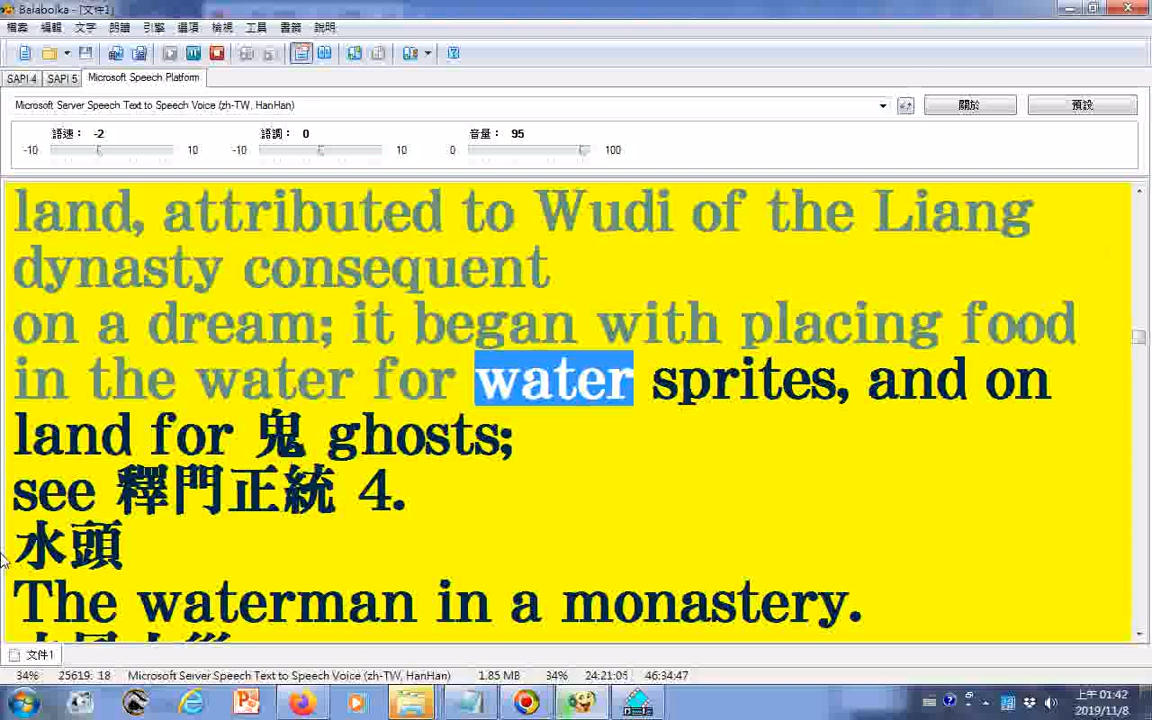 Balabolka - [文件1]
檔案 編輯 文字 朗讀 引擎 選項 檢視 工具 書籤 說明
SAPI 4 SAPI 5 Microsoft Speech Platform
Microsoft Server Speech Text to Speech Voice (zh-TW, HanHan) 關於 預設
語速： -2 語調： 0 音量： 95
-10 10 -10 10 0 100
land, attributed to Wudi of the Liang
dynasty consequent
on a dream; it began with placing food
in the water for water sprites, and on
land for 鬼 ghosts;
see 釋門正統 4.
水頭
The waterman in a monastery.
文件1
34% 25619: 18 Microsoft Server Speech Text to Speech Voice (zh-TW, HanHan) 1.85 MB 34% 24:21:05 46:34:47
上午 01:42
2019/11/8